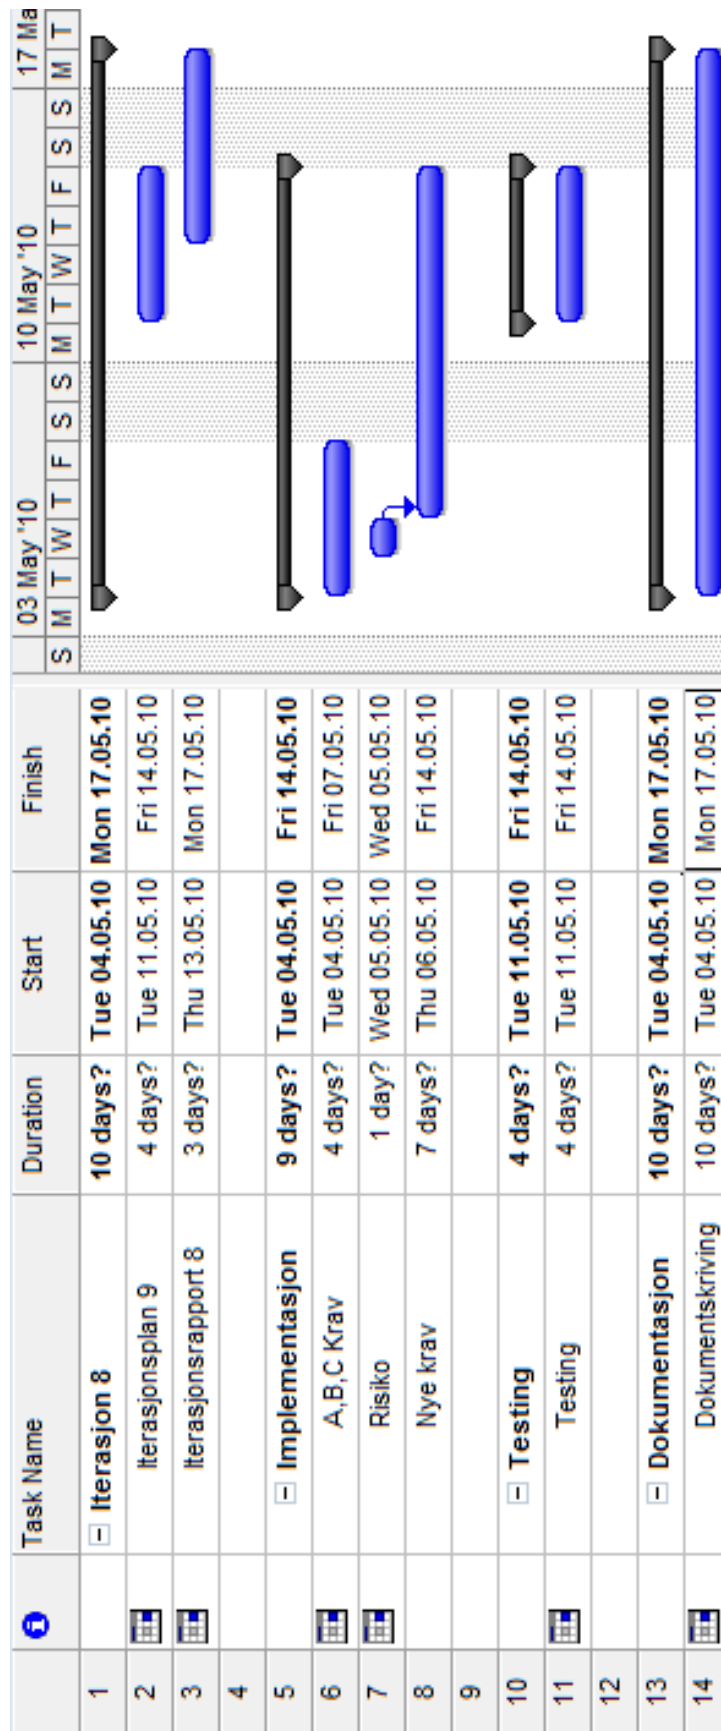 Task Name Duration Start Finish 03 May '10 10 May '10 17 Ma
S M T W T F S S M T W T F S S M T
1 Iterasjon 8 10 days? Tue 04.05.10 Mon 17.05.10
2 Iterasjonsplan 9 4 days? Tue 11.05.10 Fri 14.05.10
3 Iterasjonsrapport 8 3 days? Thu 13.05.10 Mon 17.05.10
4
5 Implementasjon 9 days? Tue 04.05.10 Fri 14.05.10
6 A,B,C Krav 4 days? Tue 04.05.10 Fri 07.05.10
7 Risiko 1 day? Wed 05.05.10 Wed 05.05.10
8 Nye krav 7 days? Thu 06.05.10 Fri 14.05.10
9
10 Testing 4 days? Tue 11.05.10 Fri 14.05.10
11 Testing 4 days? Tue 11.05.10 Fri 14.05.10
12
13 Dokumentasjon 10 days? Tue 04.05.10 Mon 17.05.10
14 Dokumentskriving 10 days? Tue 04.05.10 Mon 17.05.10